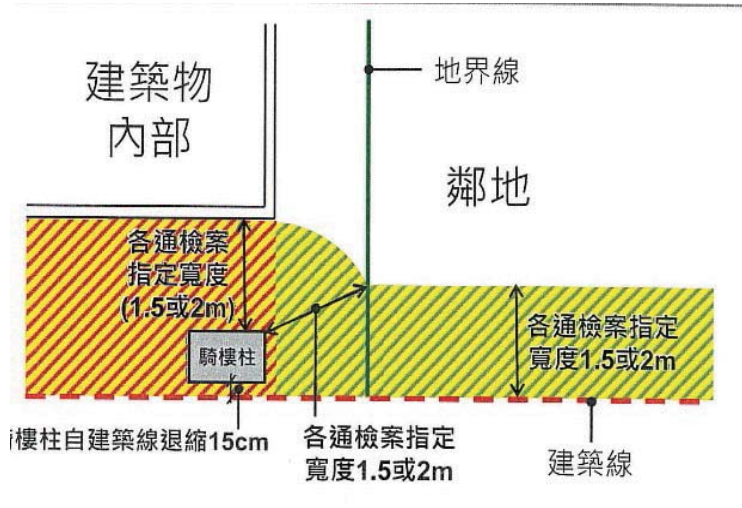 建築物
內部
地界線
鄰地
各通檢案
指定寬度
(1.5或2m)
騎樓柱
各通檢案指定
寬度1.5或2m
樓柱自建築線退縮15cm
各通檢案指定
寬度1.5或2m
建築線